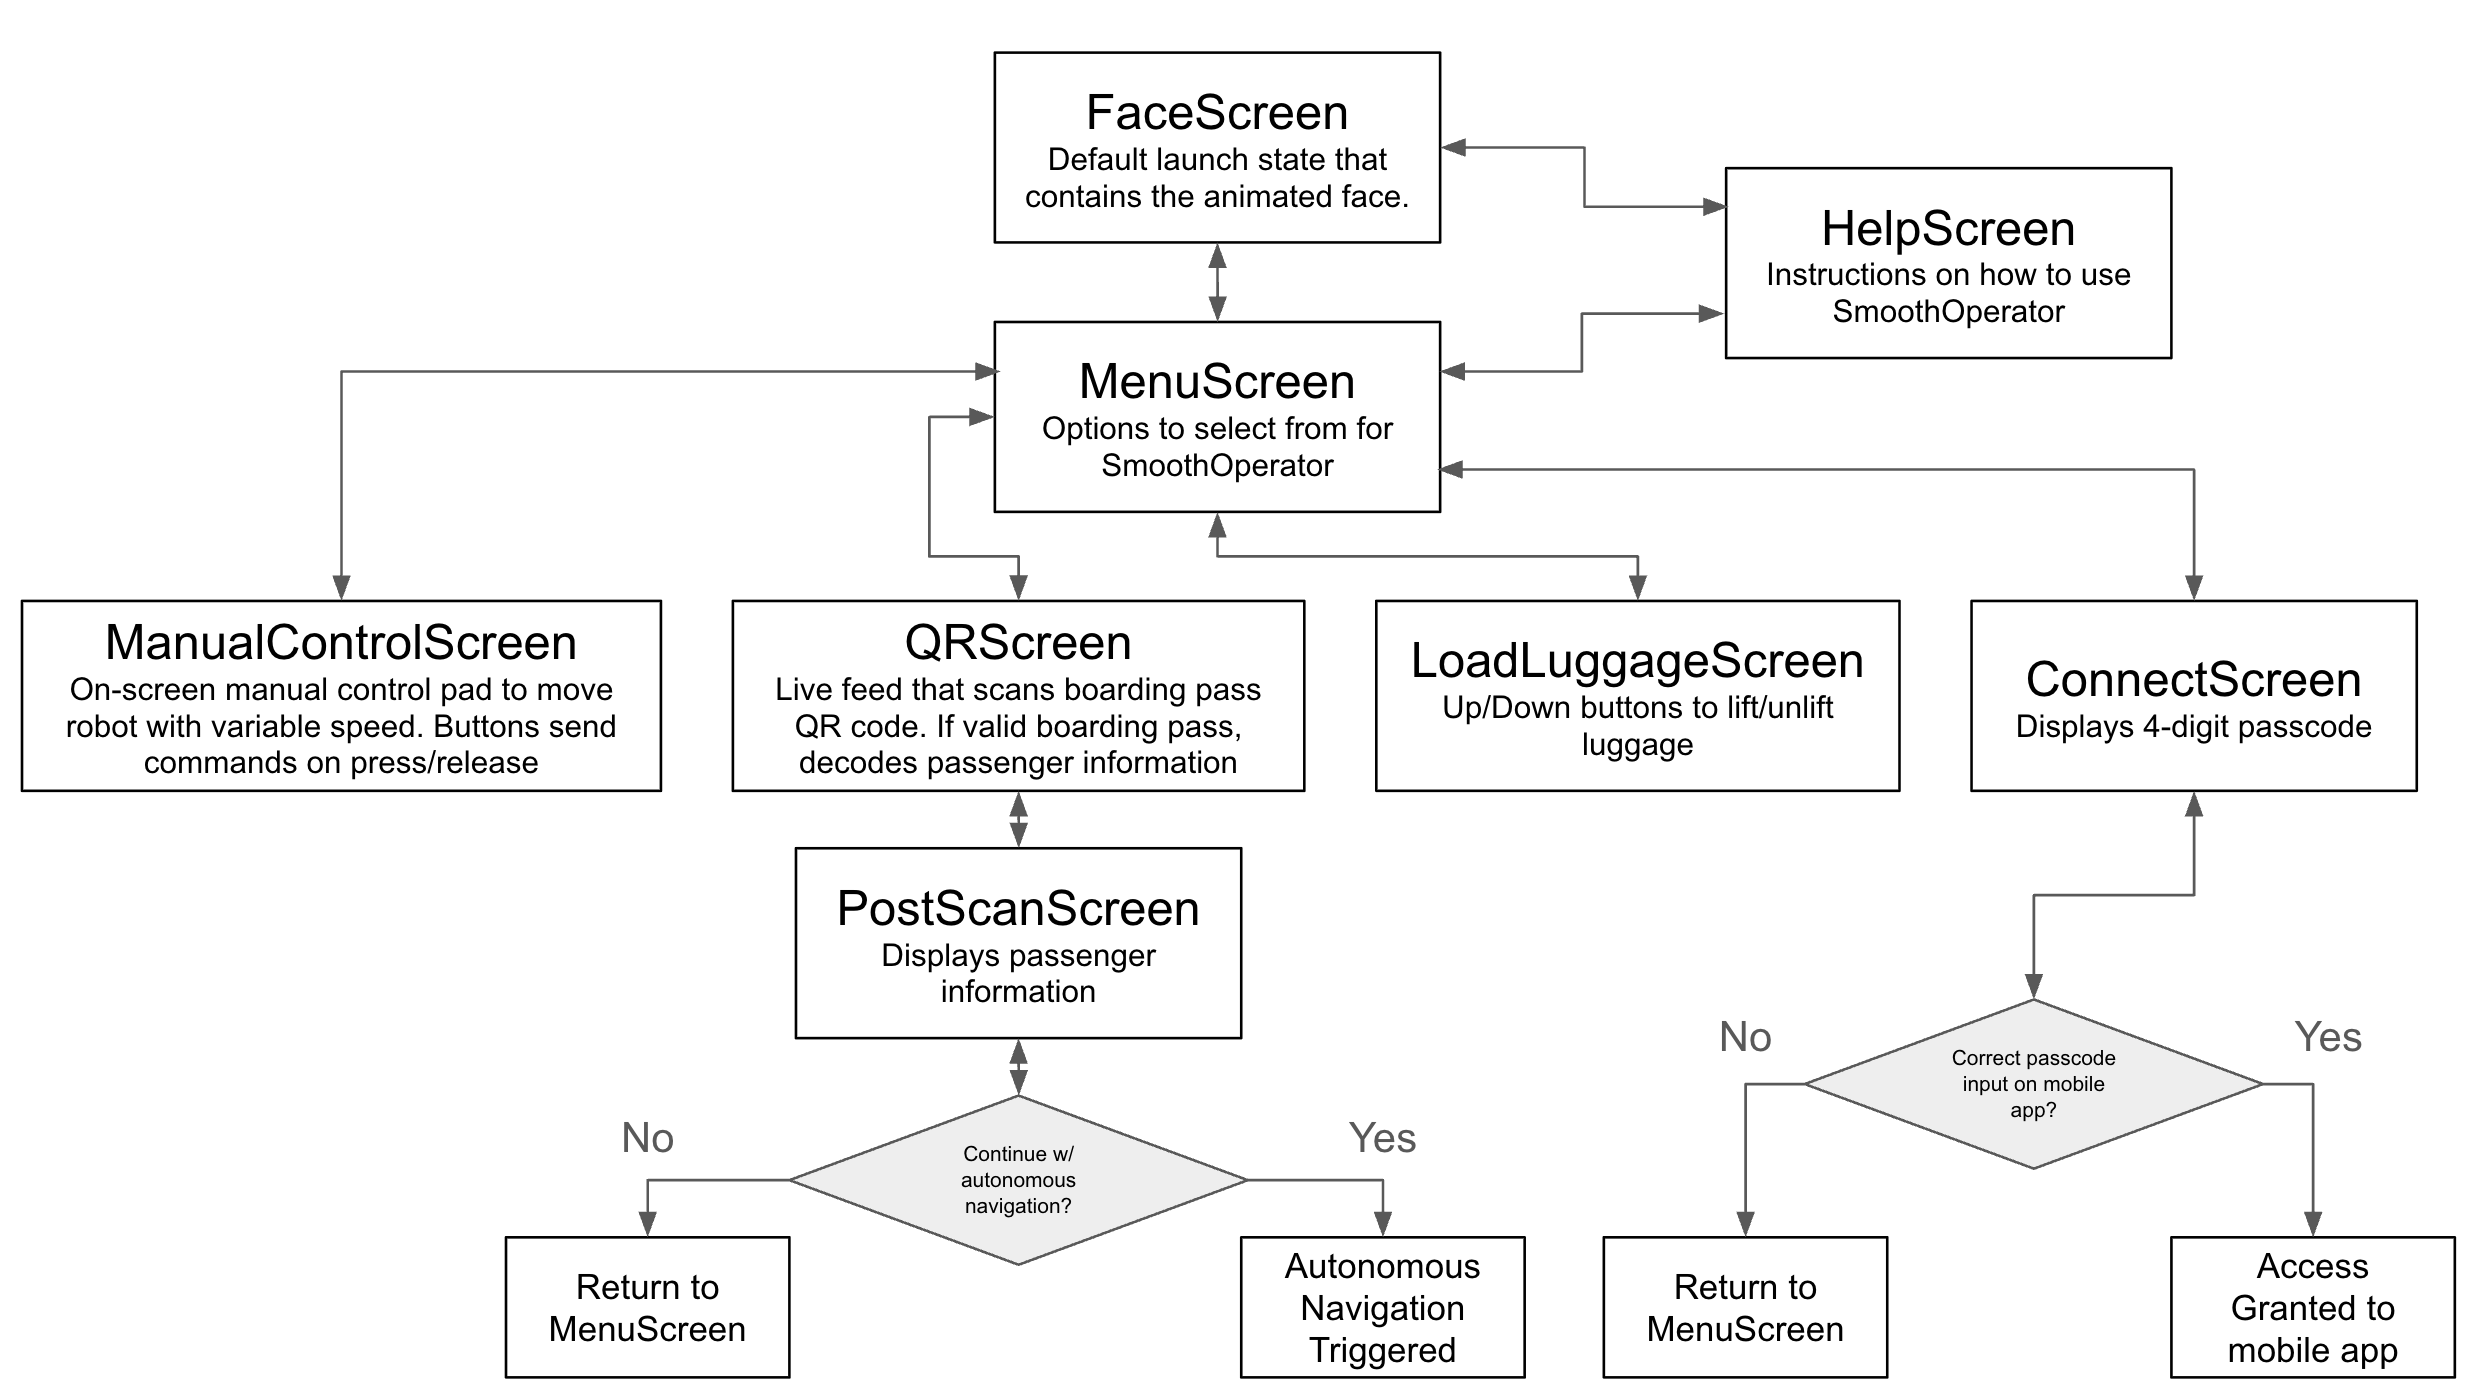 FaceScreen
Default launch state that
contains the animated face.
HelpScreen
Instructions on how to use
SmoothOperator
MenuScreen
Options to select from for
SmoothOperator
ManualControlScreen
On-screen manual control pad to move
robot with variable speed. Buttons send
commands on press/release
QRScreen
Live feed that scans boarding pass
QR code. If valid boarding pass,
decodes passenger information
LoadLuggageScreen
Up/Down buttons to lift/unlift
luggage
ConnectScreen
Displays 4-digit passcode
PostScanScreen
Displays passenger
information
No
Continue w/
autonomous
navigation?
Yes
Return to
MenuScreen
Autonomous
Navigation
Triggered
No
Correct passcode
input on mobile
app?
Yes
Return to
MenuScreen
Access
Granted to
mobile app